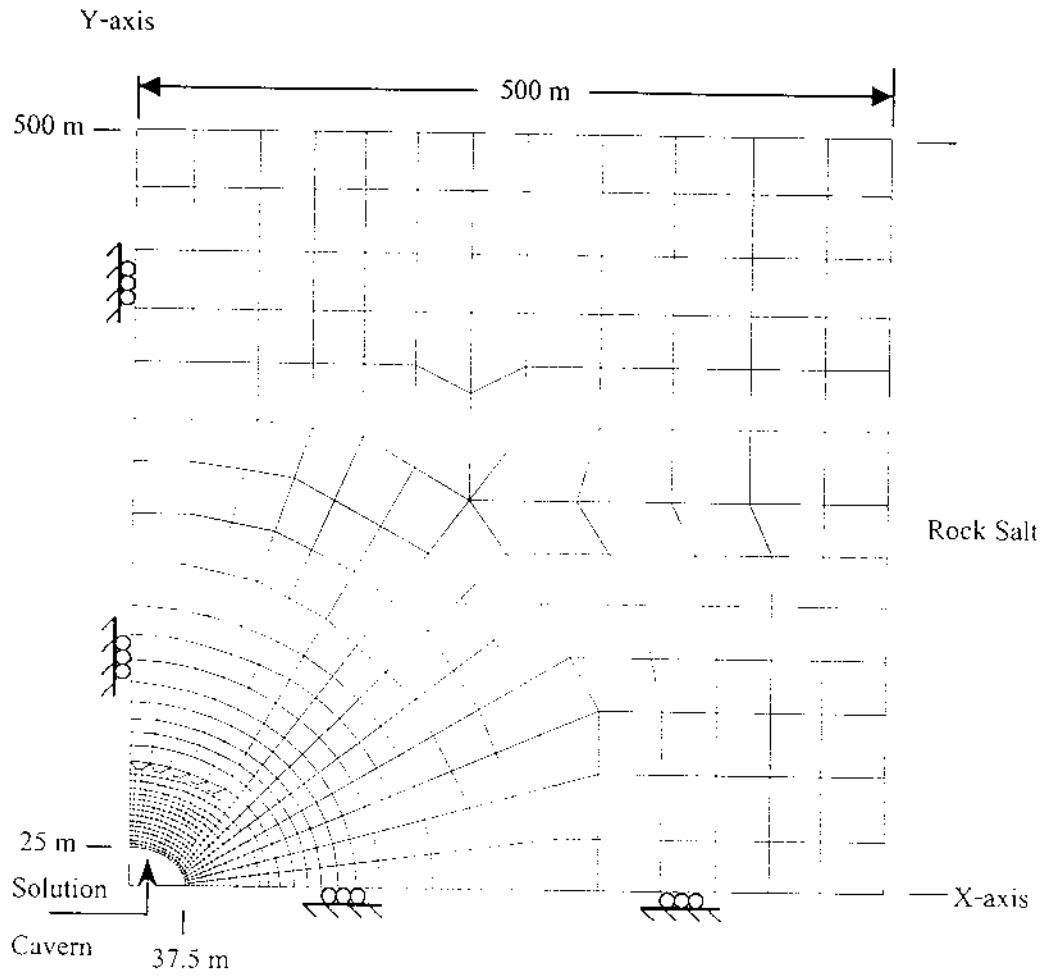 Y-axis
500 m
500 m
Rock Salt
25 m
Solution
X-axis
Cavern
37.5 m